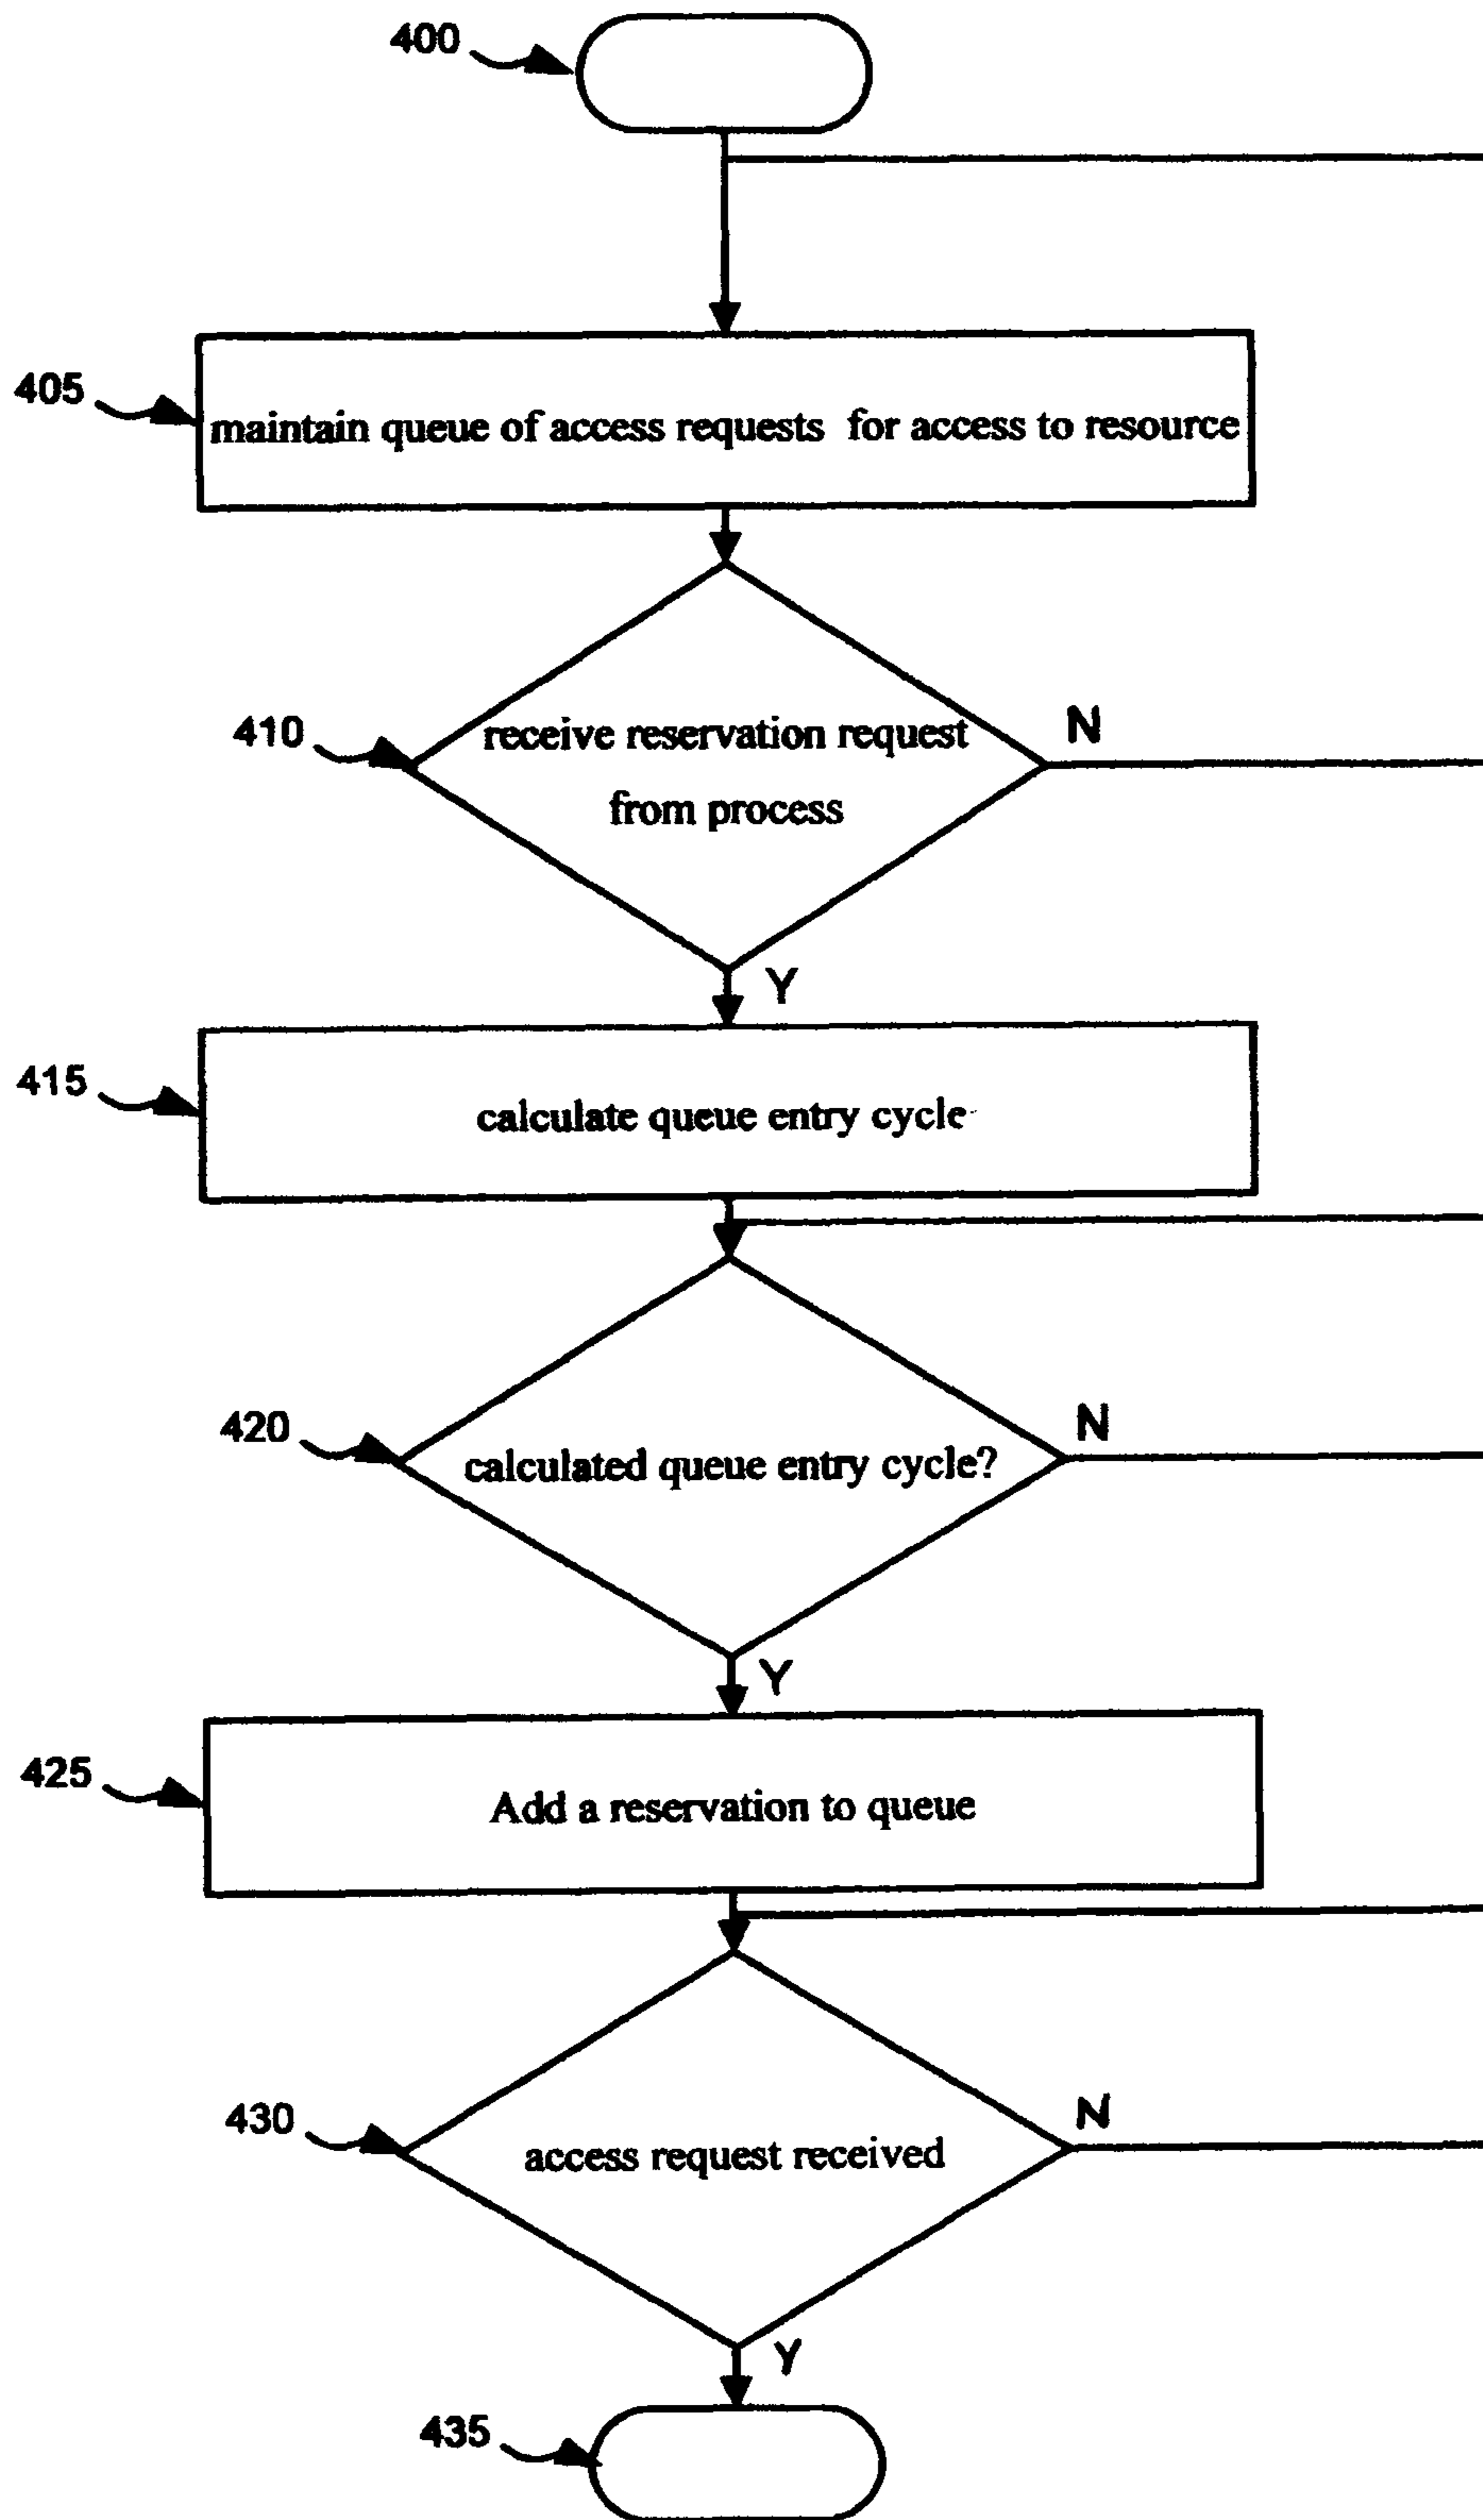 400
405
maintain queue of access requests for access to resource
410
receive reservation request
from process
N
Y
415
calculate queue entry cycle
420
calculated queue entry cycle?
N
Y
425
Add a reservation to queue
430
access request received
N
Y
435